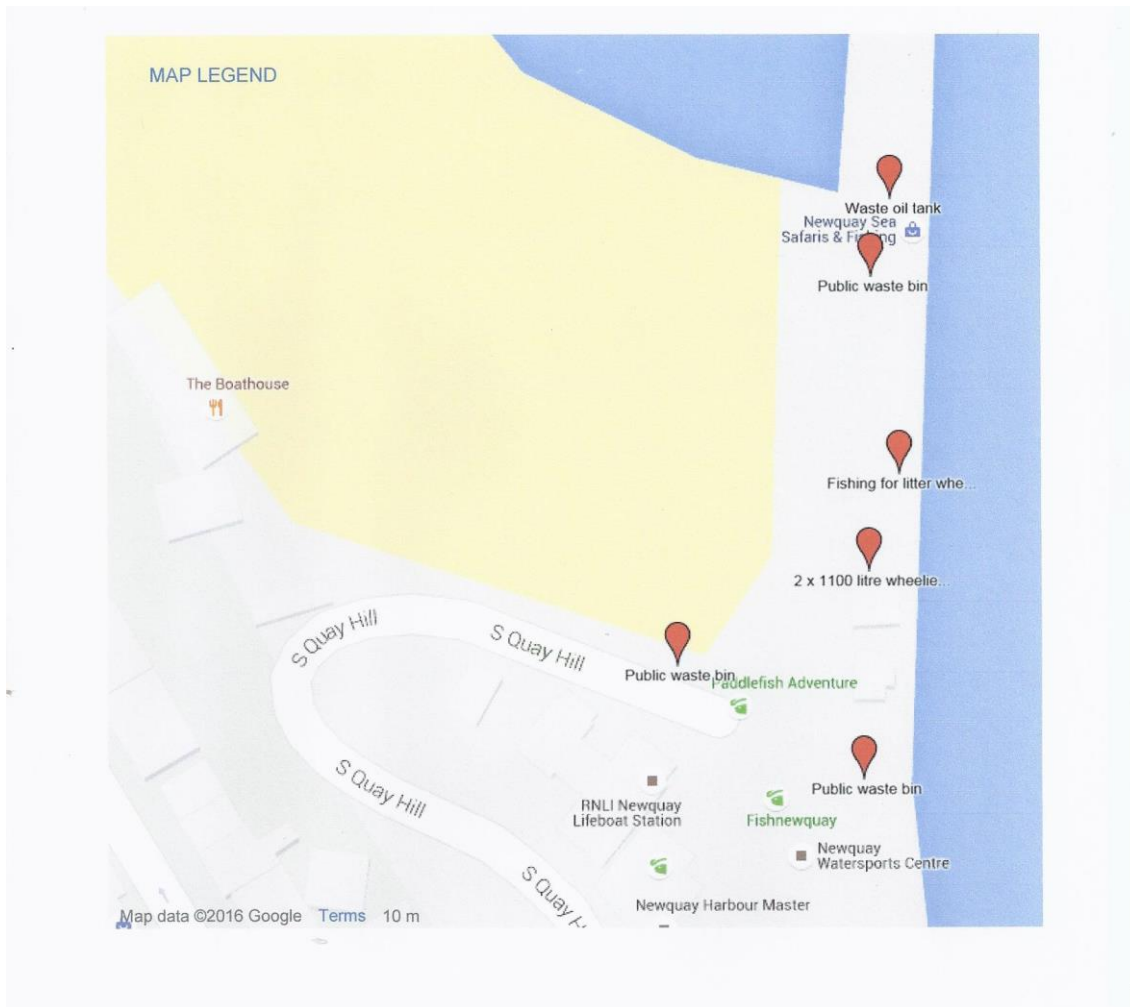 MAP LEGEND
Waste oil tank
Newquay Sea
Safaris & Fishing
Public waste bin
The Boathouse
Fishing for litter whe...
2 x 1100 litre wheelie...
S Quay Hill
S Quay Hill
Public waste bin
Paddlefish Adventure
S Quay Hill
Public waste bin
RNLI Newquay
Lifeboat Station
Fishnewquay
Newquay
Watersports Centre
S Quay H
Newquay Harbour Master
Map data ©2016 Google Terms 10 m